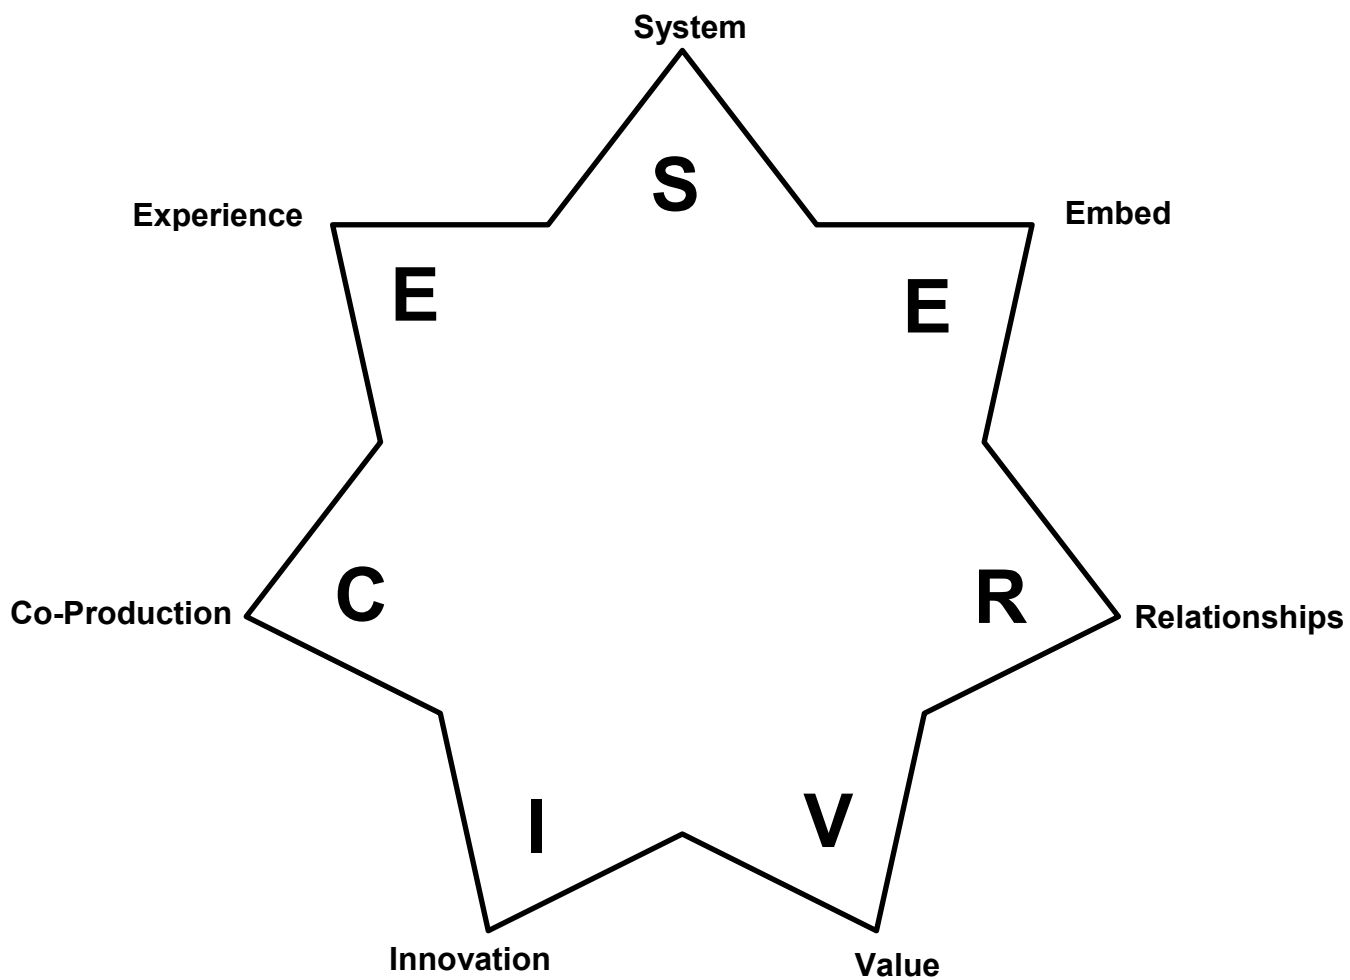 System
S
Experience
Embed
E
E
C
R
Co-Production
Relationships
I
V
Innovation
Value